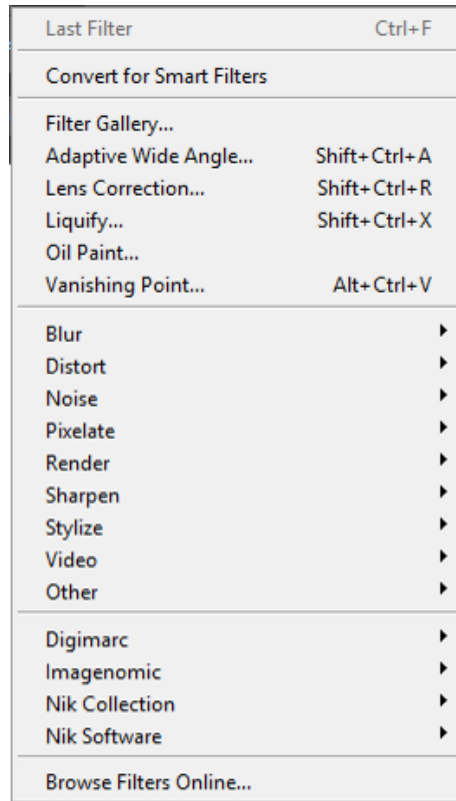 Last Filter Ctrl+F
Convert for Smart Filters
Filter Gallery...
Adaptive Wide Angle... Shift+Ctrl+A
Lens Correction... Shift+Ctrl+R
Liquify... Shift+Ctrl+X
Oil Paint...
Vanishing Point... Alt+Ctrl+V
Blur
Distort
Noise
Pixelate
Render
Sharpen
Stylize
Video
Other
Digimarc
Imagenomic
Nik Collection
Nik Software
Browse Filters Online...